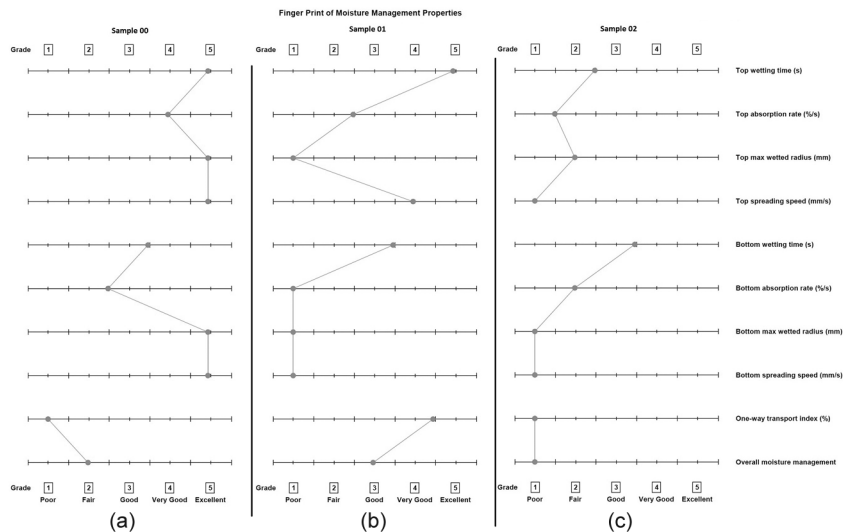 Finger Print of Moisture Management Properties
Sample 00 Sample 01 Sample 02
Grade 1 2 3 4 5 Grade 1 2 3 4 5 Grade 1 2 3 4 5
Top wetting time (s)
Top absorption rate (%/s)
Top max wetted radius (mm)
Top spreading speed (mm/s)
Bottom wetting time (s)
Bottom absorption rate (%/s)
Bottom max wetted radius (mm)
Bottom spreading speed (mm/s)
One-way transport index (%)
Overall moisture management
Grade 1 2 3 4 5 Grade 1 2 3 4 5 Grade 1 2 3 4 5
Poor Fair Good Very Good Excellent Poor Fair Good Very Good Excellent Poor Fair Good Very Good Excellent
(a) (b) (c)